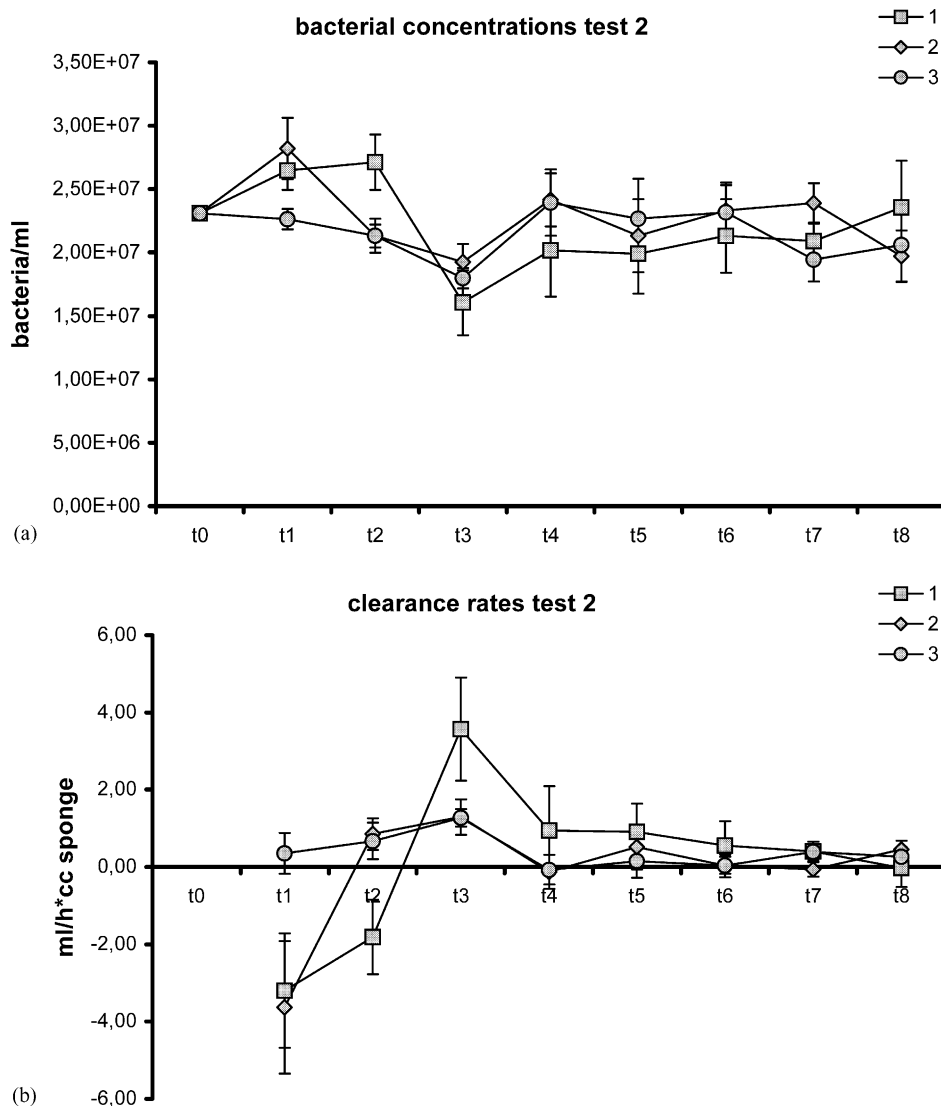 bacterial concentrations test 2
1
2
3
bacteria/ml
3,50E+07
3,00E+07
2,50E+07
2,00E+07
1,50E+07
1,00E+07
5,00E+06
0,00E+00
(a)
t0 t1 t2 t3 t4 t5 t6 t7 t8
clearance rates test 2
1
2
3
ml/h*cc sponge
6,00
4,00
2,00
0,00
-2,00
-4,00
-6,00
t0 t1 t2 t3 t4 t5 t6 t7 t8
(b)